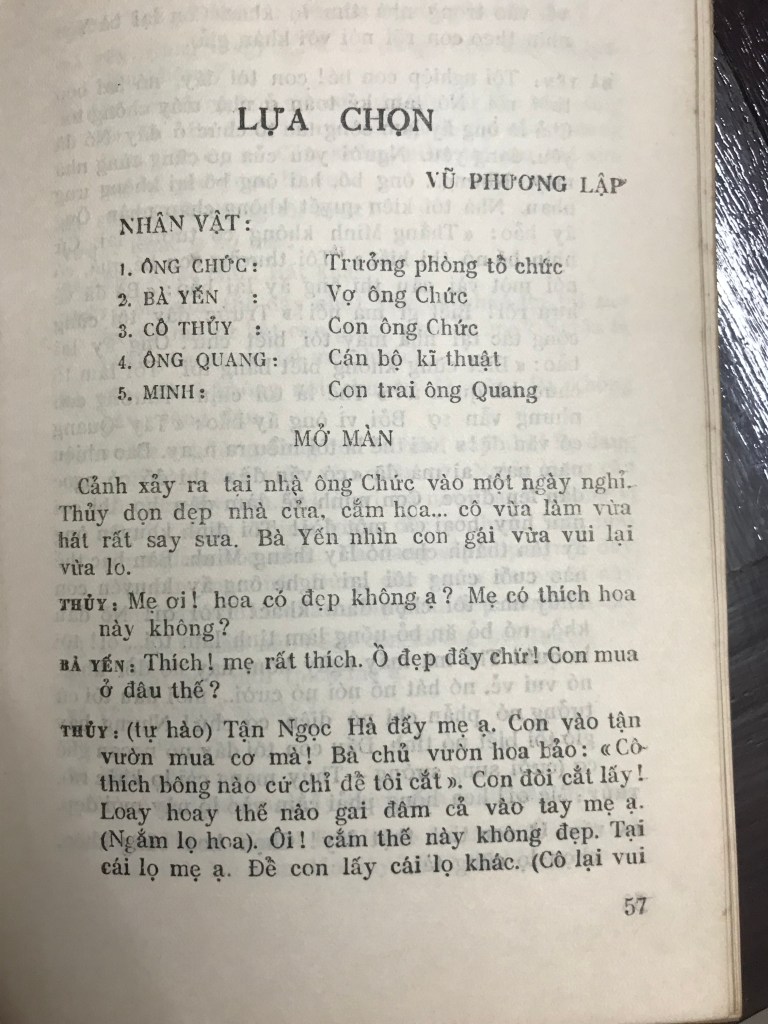 LỰA CHỌN
VŨ PHƯƠNG LẬP
NHÂN VẬT:
1. ÔNG CHỨC: Trưởng phòng tổ chức
2. BÀ YẾN : Vợ ông Chức
3. CÔ THỦY : Con ông Chức
4. ÔNG QUANG: Cán bộ kĩ thuật
5. MINH: Con trai ông Quang
MỞ MÀN
Cảnh xảy ra tại nhà ông Chức vào một ngày nghỉ.
Thủy dọn dẹp nhà cửa, cắm hoa... cô vừa làm vừa
hát rất say sưa. Bà Yến nhìn con gái vừa vui lại
vừa lo.
THỦY: Mẹ ơi! hoa có đẹp không ạ? Mẹ có thích hoa
này không?
BÀ YẾN: Thích! mẹ rất thích. Ồ đẹp đấy chứ! Con mua
ở đâu thế?
THỦY: (tự hào) Tận Ngọc Hà đấy mẹ ạ. Con vào tận
vườn mua cơ mà! Bà chủ vườn hoa bảo: «Cô
thích bông nào cứ chỉ để tôi cắt». Con đòi cắt lấy!
Loay hoay thế nào gai đâm cả vào tay mẹ ạ.
(Ngắm lọ hoa). Ôi! cắm thế này không đẹp. Tại
cái lọ mẹ ạ. Để con lấy cái lọ khác. (Cô lại vui
57